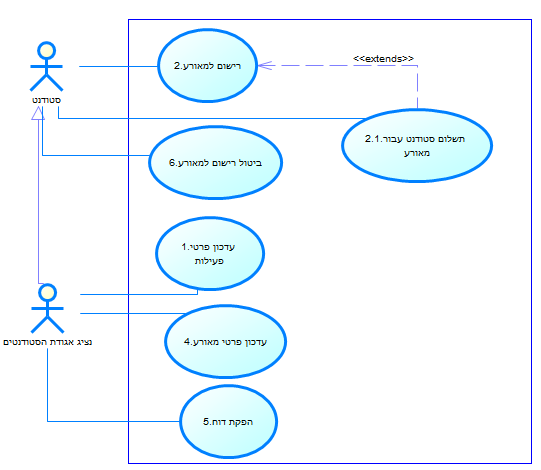 2.רישום למאורע
<<extends>>
סטודנט
2.1.תשלום סטודנט עבור
מאורע
6.ביטול רישום למאורע
1.עדכון פרטי
פעילות
4.עדכון פרטי מאורע
נציג אגודת הסטודנטים
5.הפקת דוח